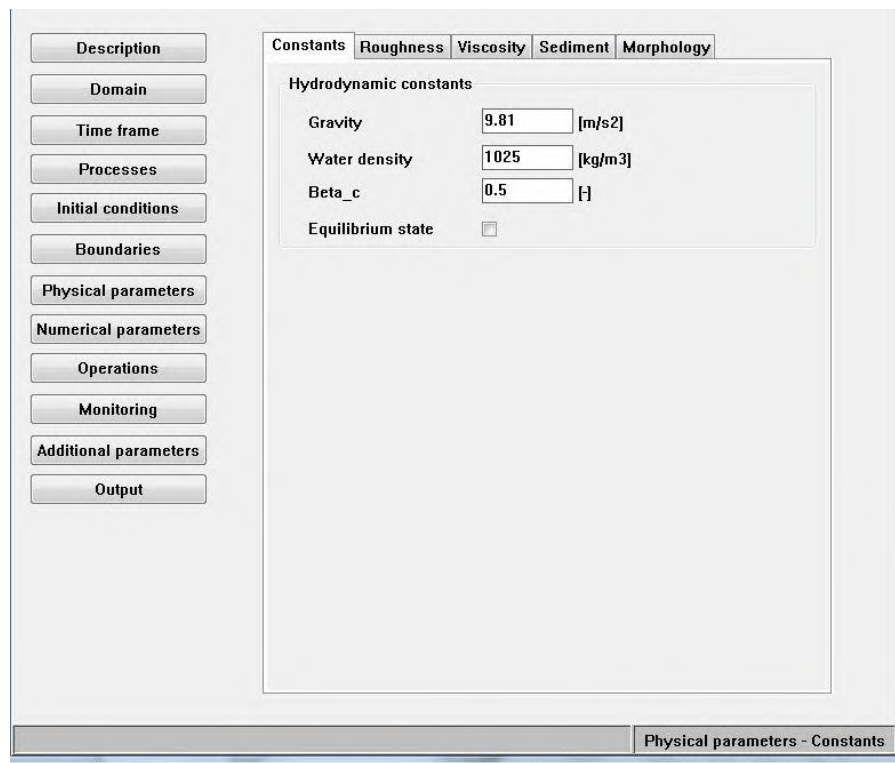 Description
Domain
Time frame
Processes
Initial conditions
Boundaries
Physical parameters
Numerical parameters
Operations
Monitoring
Additional parameters
Output
Constants Roughness Viscosity Sediment Morphology
Hydrodynamic constants
Gravity 9.81 [m/s2]
Water density 1025 [kg/m3]
Beta_c 0.5 [-]
Equilibrium state
Physical parameters - Constants